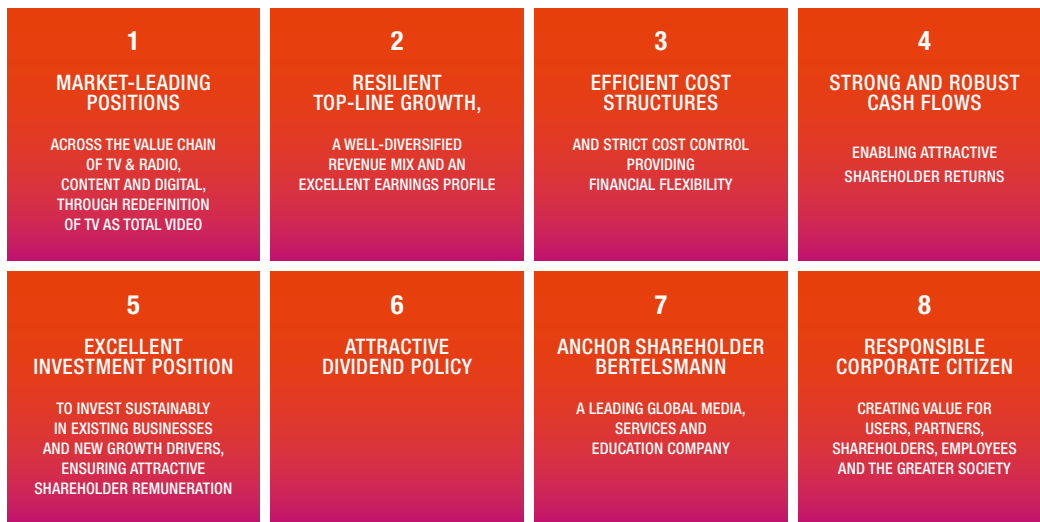 1
MARKET-LEADING
POSITIONS
ACROSS THE VALUE CHAIN
OF TV & RADIO,
CONTENT AND DIGITAL,
THROUGH REDEFINITION
OF TV AS TOTAL VIDEO
2
RESILIENT
TOP-LINE GROWTH,
A WELL-DIVERSIFIED
REVENUE MIX AND AN
EXCELLENT EARNINGS PROFILE
3
EFFICIENT COST
STRUCTURES
AND STRICT COST CONTROL
PROVIDING
FINANCIAL FLEXIBILITY
4
STRONG AND ROBUST
CASH FLOWS
ENABLING ATTRACTIVE
SHAREHOLDER RETURNS
5
EXCELLENT
INVESTMENT POSITION
TO INVEST SUSTAINABLY
IN EXISTING BUSINESSES
AND NEW GROWTH DRIVERS,
ENSURING ATTRACTIVE
SHAREHOLDER REMUNERATION
6
ATTRACTIVE
DIVIDEND POLICY
7
ANCHOR SHAREHOLDER
BERTELSMANN
A LEADING GLOBAL MEDIA,
SERVICES AND
EDUCATION COMPANY
8
RESPONSIBLE
CORPORATE CITIZEN
CREATING VALUE FOR
USERS, PARTNERS,
SHAREHOLDERS, EMPLOYEES
AND THE GREATER SOCIETY